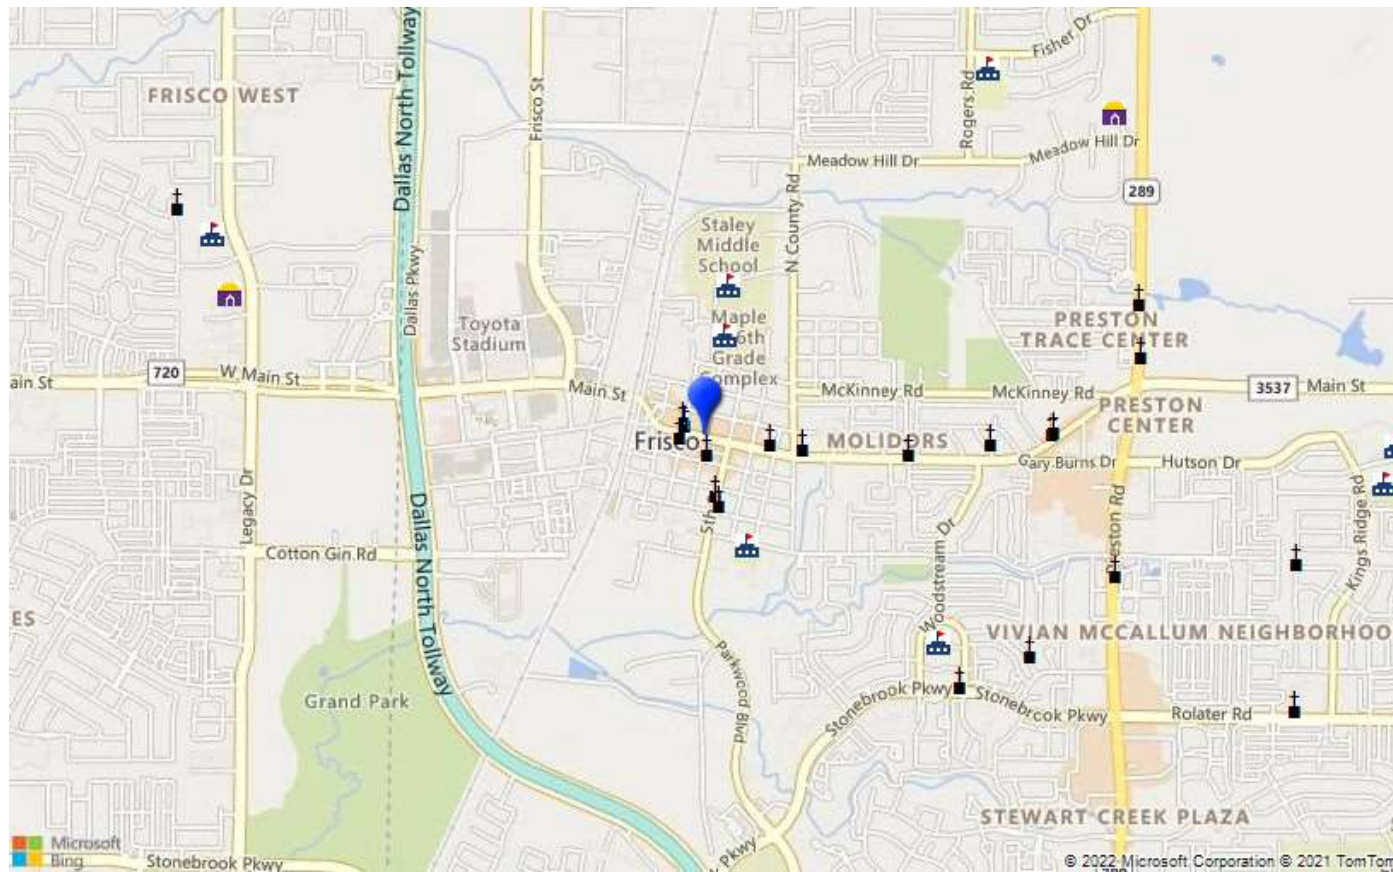 Fisher Dr
FRISCO WEST
Dallas North Tollway
Frisco St
Rogers Rd
Meadow Hill Dr
Meadow Hill Dr
289
N County Rd
Staley
Middle
School
Dallas Pkwy
Toyota
Stadium
Maple
6th
Grade
Complex
PRESTON
TRACE CENTER
720
W Main St
ain St
Main St
McKinney Rd
McKinney Rd
3537
Main St
PRESTON
CENTER
Frisco
MOLIDORS
Gary Burns Dr
Hutson Dr
Legacy Dr
Dallas North Tollway
5th
Preston Rd
Kings Ridge Rd
Cotton Gin Rd
Woodstream Dr
ES
VIVIAN MCCALLUM NEIGHBORHOO
Grand Park
Parkwood Blvd
Stonebrook Pkwy
Stonebrook Pkwy
Rolater Rd
STEWART CREEK PLAZA
Microsoft
Bing
Stonebrook Pkwy
Pkwy
© 2022 Microsoft Corporation © 2021 TomTom